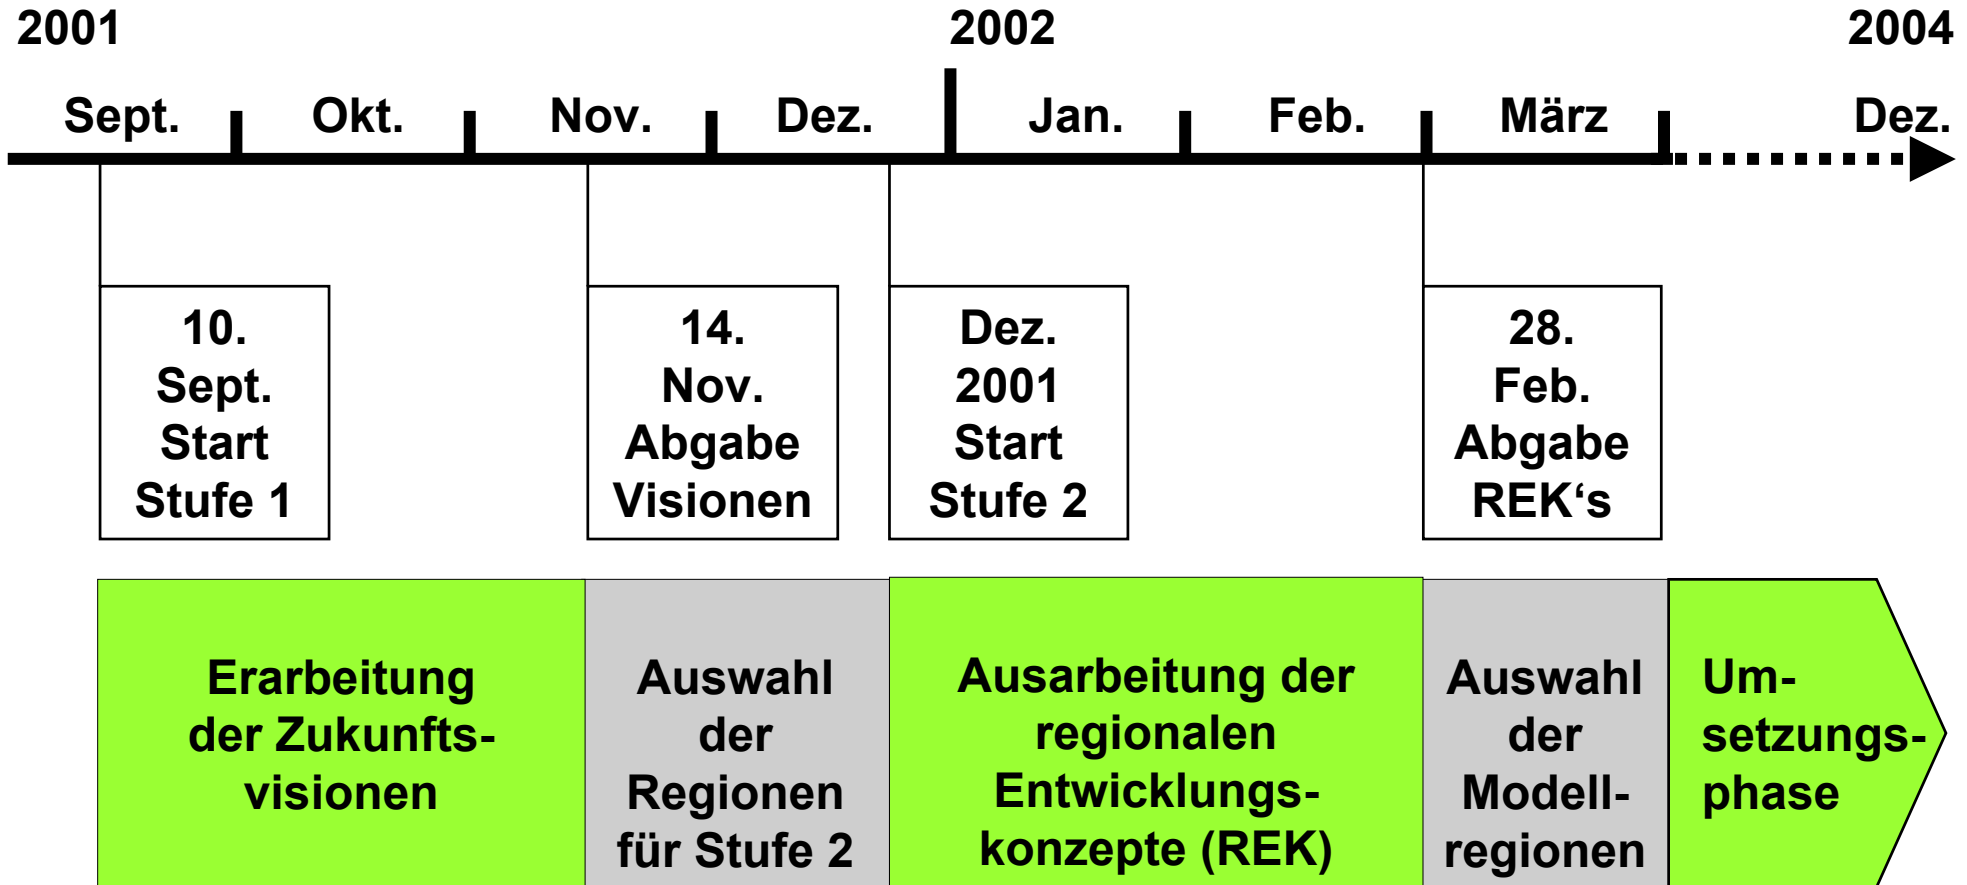 2001
2002
2004
Sept.
Okt.
Nov.
Dez.
Jan.
Feb.
März
Dez.
10.
Sept.
Start
Stufe 1
14.
Nov.
Abgabe
Visionen
Dez.
2001
Start
Stufe 2
28.
Feb.
Abgabe
REK‘s
Erarbeitung
der Zukunfts-
visionen
Auswahl
der
Regionen
für Stufe 2
Ausarbeitung der
regionalen
Entwicklungs-
konzepte (REK)
Auswahl
der
Modell-
regionen
Um-
setzungs-
phase